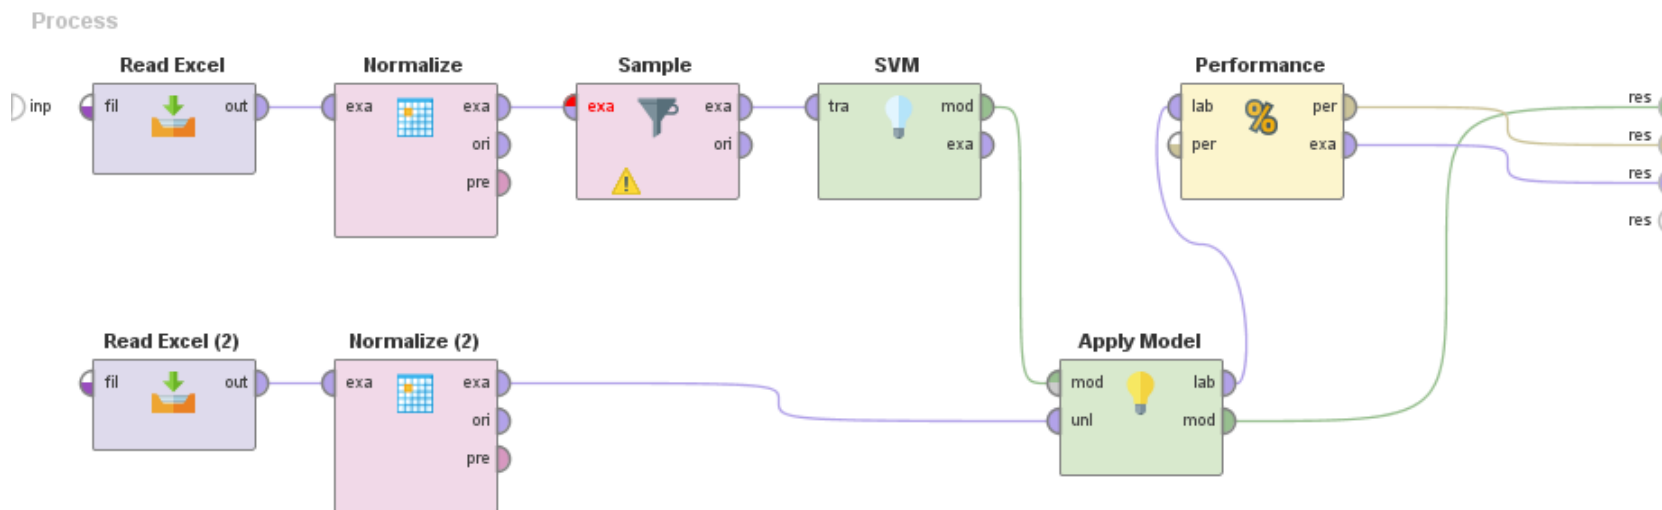 Process
Read Excel
Normalize
Sample
SVM
Performance
inp
fil
out
exa
exa
ori
pre
exa
exa
ori
tra
mod
exa
lab
per
per
exa
res
res
res
res
Read Excel (2)
Normalize (2)
Apply Model
fil
out
exa
exa
ori
pre
mod
unl
lab
mod